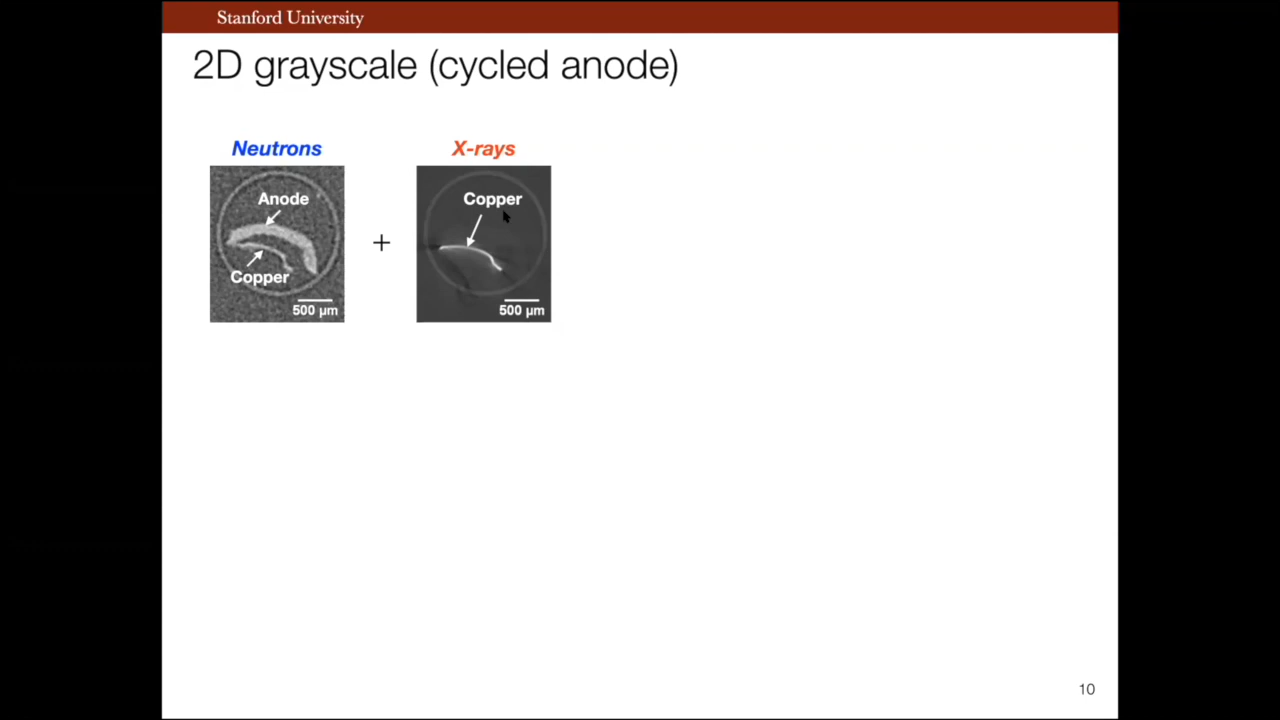 Stanford University
2D grayscale (cycled anode)
Neutrons
X-rays
Anode
Copper
500 µm
+
Copper
500 µm
10